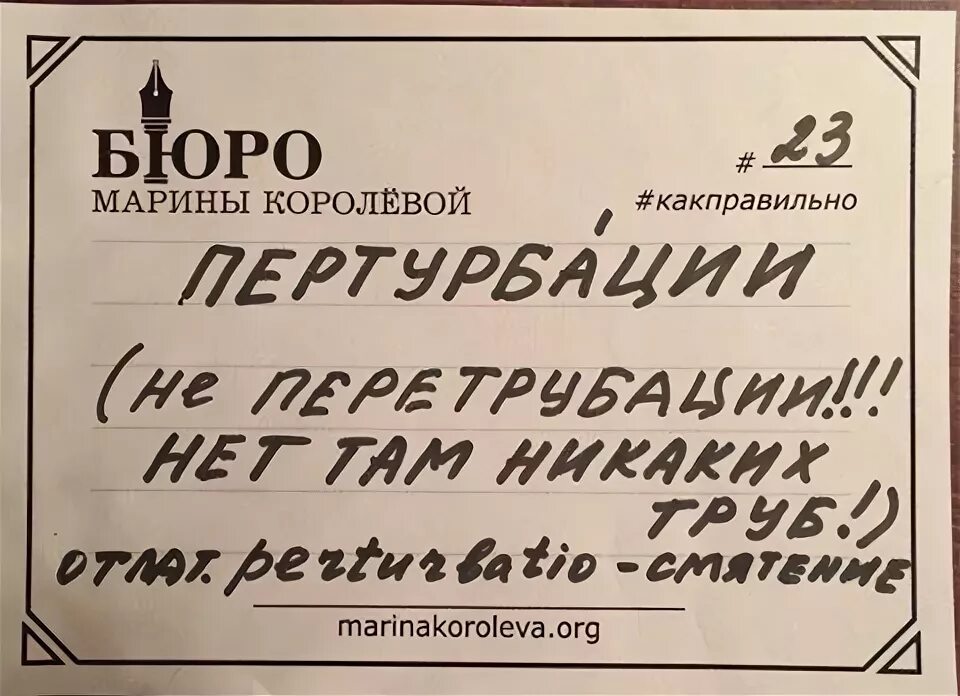 БЮРО
МАРИНЫ КОРОЛЁВОЙ
# 23
#какправильно
ПЕРТУРБА́ЦИИ
(не ПЕРЕТРУБАЦИИ!!!
НЕТ ТАМ НИКАКИХ
ТРУБ!)
от лат. perturbatio - СМЯТЕНИЕ
marinakoroleva.org